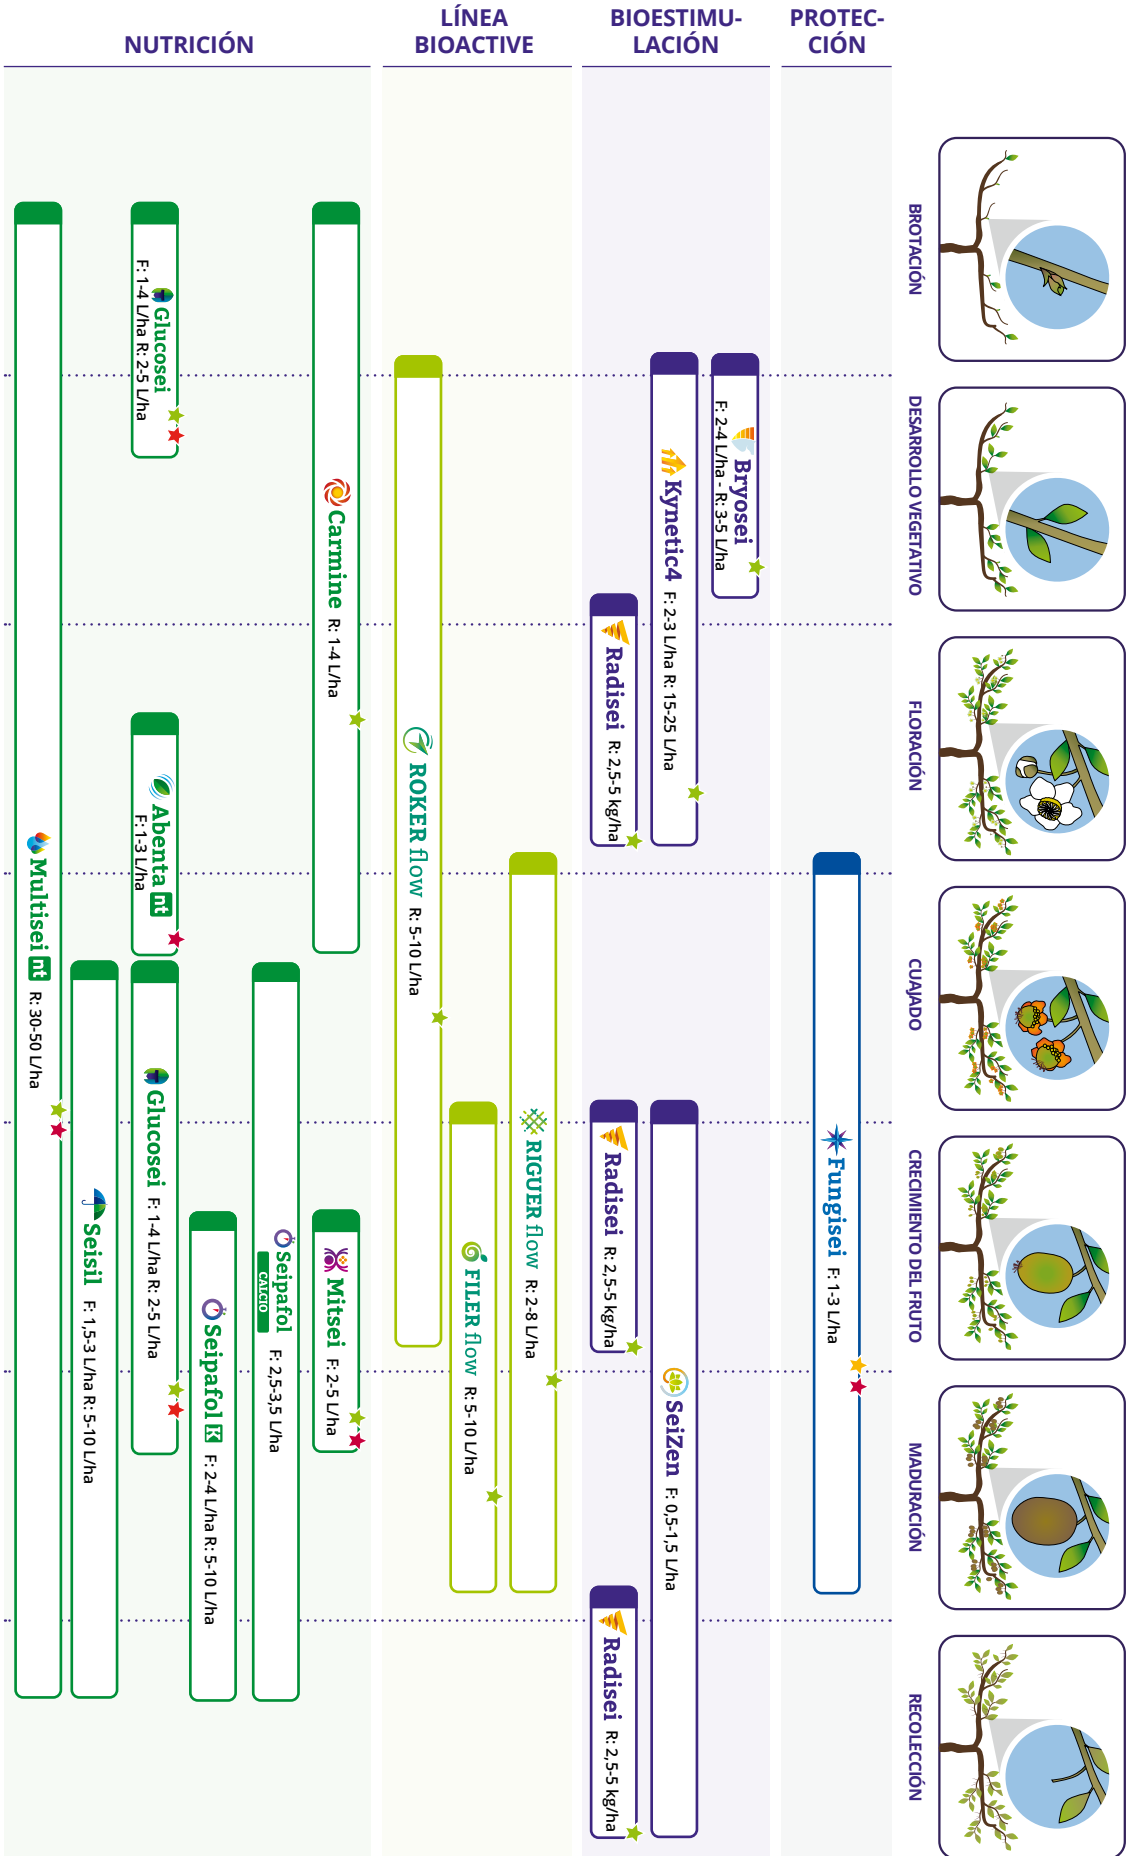 NUTRICIÓN
LÍNEA
BIOACTIVE
BIOESTIMU-
LACIÓN
PROTEC-
CIÓN
BROTACIÓN
DESARROLLO VEGETATIVO
FLORACIÓN
CUAJADO
CRECIMIENTO DEL FRUTO
MADURACIÓN
RECOLECCIÓN
Fungisei F: 1-3 L/ha
Bryosei
F: 2-4 L/ha - R: 3-5 L/ha
Kynetic4 F: 2-3 L/ha R: 15-25 L/ha
SeiZen F: 0,5-1,5 L/ha
Radisei R: 2,5-5 kg/ha
Radisei R: 2,5-5 kg/ha
Radisei R: 2,5-5 kg/ha
RIGUER flow R: 2-8 L/ha
FILER flow R: 5-10 L/ha
ROKER flow R: 5-10 L/ha
Carmine R: 1-4 L/ha
Mitsei F: 2-5 L/ha
Seipafol
CALCIO
F: 2,5-3,5 L/ha
Seipafol K F: 2-4 L/ha R: 5-10 L/ha
Glucosei
F: 1-4 L/ha R: 2-5 L/ha
Abenta nt
F: 1-3 L/ha
Glucosei F: 1-4 L/ha R: 2-5 L/ha
Seisil F: 1,5-3 L/ha R: 5-10 L/ha
Multisei nt R: 30-50 L/ha